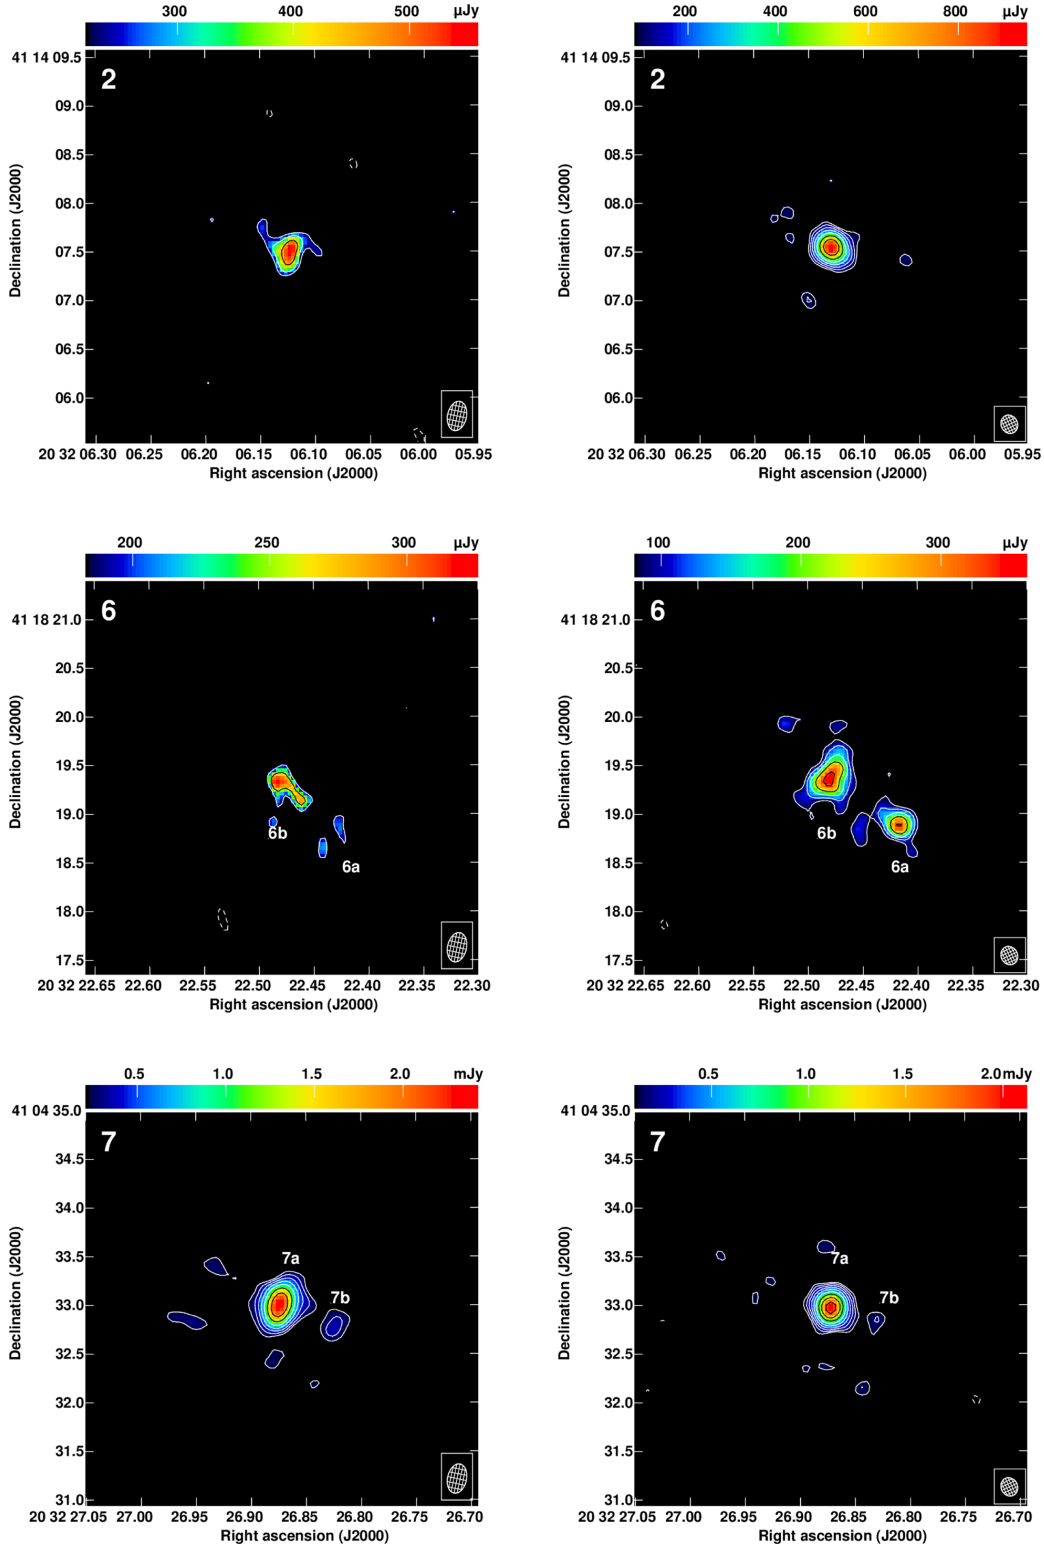 300 400 500 µJy
2
41 14 09.5
09.0
08.5
08.0
07.5
07.0
06.5
06.0
Declination (J2000)
20 32 06.30 06.25 06.20 06.15 06.10 06.05 06.00 05.95
Right ascension (J2000)
200 400 600 800 µJy
2
41 14 09.5
09.0
08.5
08.0
07.5
07.0
06.5
06.0
Declination (J2000)
20 32 06.30 06.25 06.20 06.15 06.10 06.05 06.00 05.95
Right ascension (J2000)
200 250 300 µJy
6
41 18 21.0
20.5
20.0
19.5
19.0
18.5
18.0
17.5
Declination (J2000)
6b
6a
20 32 22.65 22.60 22.55 22.50 22.45 22.40 22.35 22.30
Right ascension (J2000)
100 200 300 µJy
6
41 18 21.0
20.5
20.0
19.5
19.0
18.5
18.0
17.5
Declination (J2000)
6b
6a
20 32 22.65 22.60 22.55 22.50 22.45 22.40 22.35 22.30
Right ascension (J2000)
0.5 1.0 1.5 2.0 mJy
7
41 04 35.0
34.5
34.0
33.5
33.0
32.5
32.0
31.5
31.0
Declination (J2000)
7a
7b
20 32 27.05 27.00 26.95 26.90 26.85 26.80 26.75 26.70
Right ascension (J2000)
0.5 1.0 1.5 2.0mJy
7
41 04 35.0
34.5
34.0
33.5
33.0
32.5
32.0
31.5
31.0
Declination (J2000)
7a
7b
20 32 27.05 27.00 26.95 26.90 26.85 26.80 26.75 26.70
Right ascension (J2000)